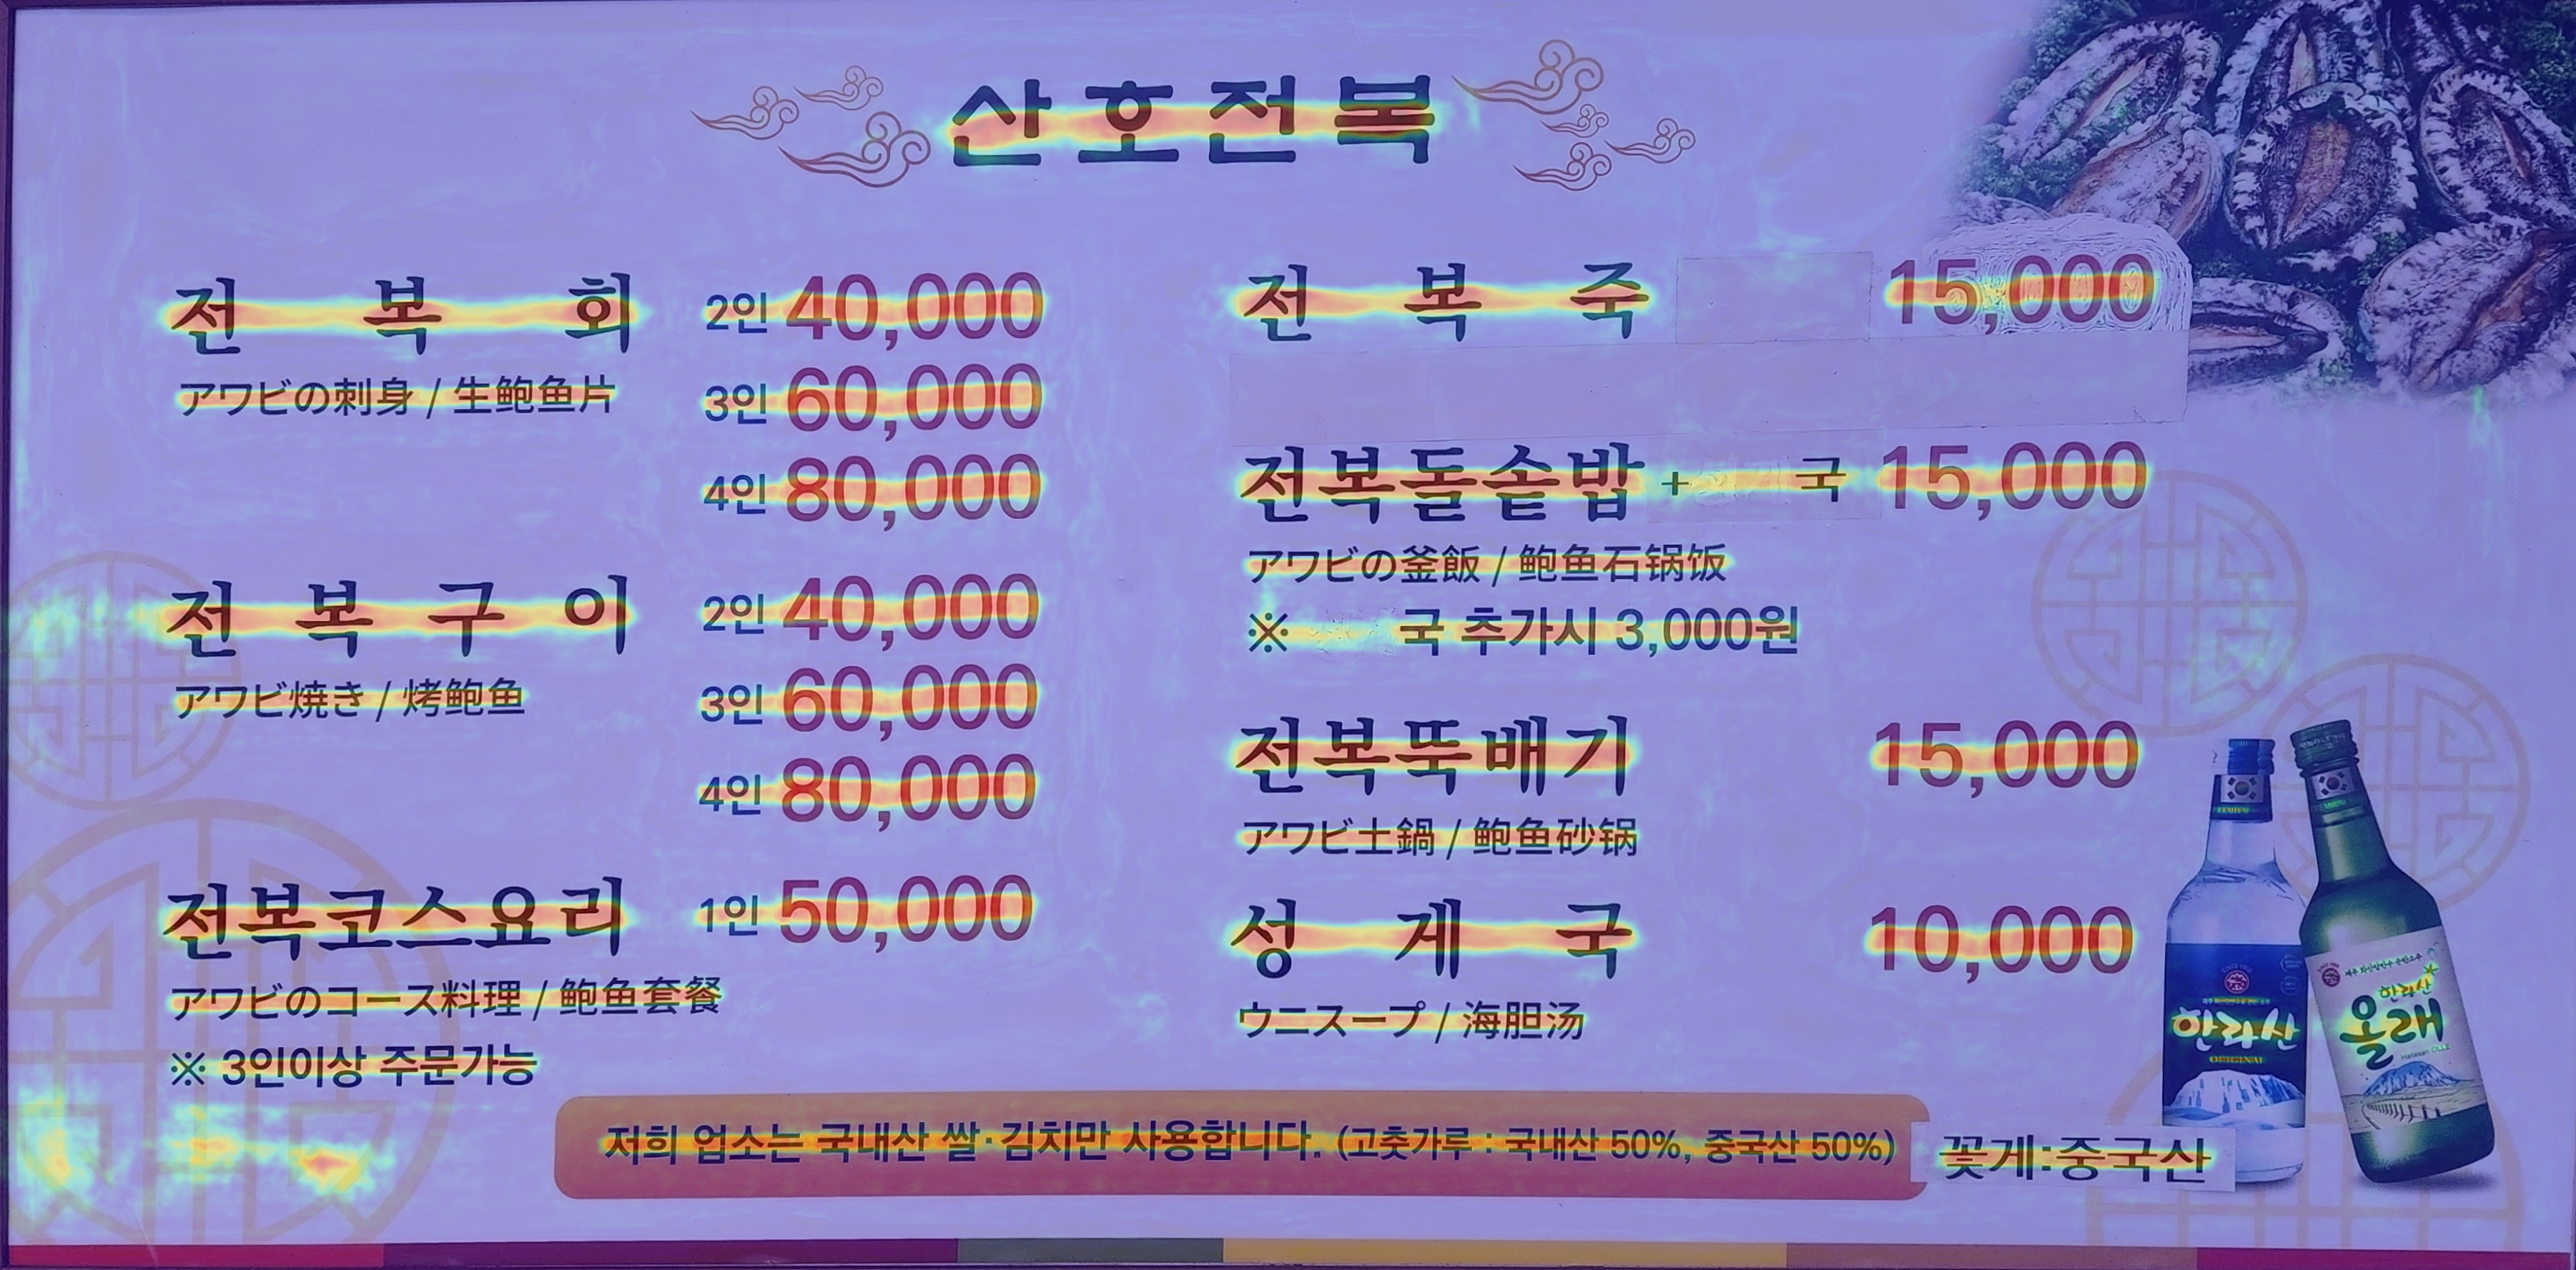 산호전복
전복회 2인 40,000
アワビの刺身 / 生鲍鱼片 3인 60,000
4인 80,000
전복구이 2인 40,000
アワビ焼き / 烤鲍鱼 3인 60,000
4인 80,000
전복코스요리 1인 50,000
アワビのコース料理 / 鲍鱼套餐
※ 3인이상 주문가능
전복죽 15,000
전복돌솥밥 + 국 15,000
アワビの釜飯 / 鲍鱼石锅饭
※ 국 추가시 3,000원
전복뚝배기 15,000
アワビ土鍋 / 鲍鱼砂锅
성게국 10,000
ウニスープ / 海胆汤
저희 업소는 국내산 쌀·김치만 사용합니다. (고춧가루 : 국내산 50%, 중국산 50%)
꽃게:중국산
한라산
ORIGINAL
한라산
올래